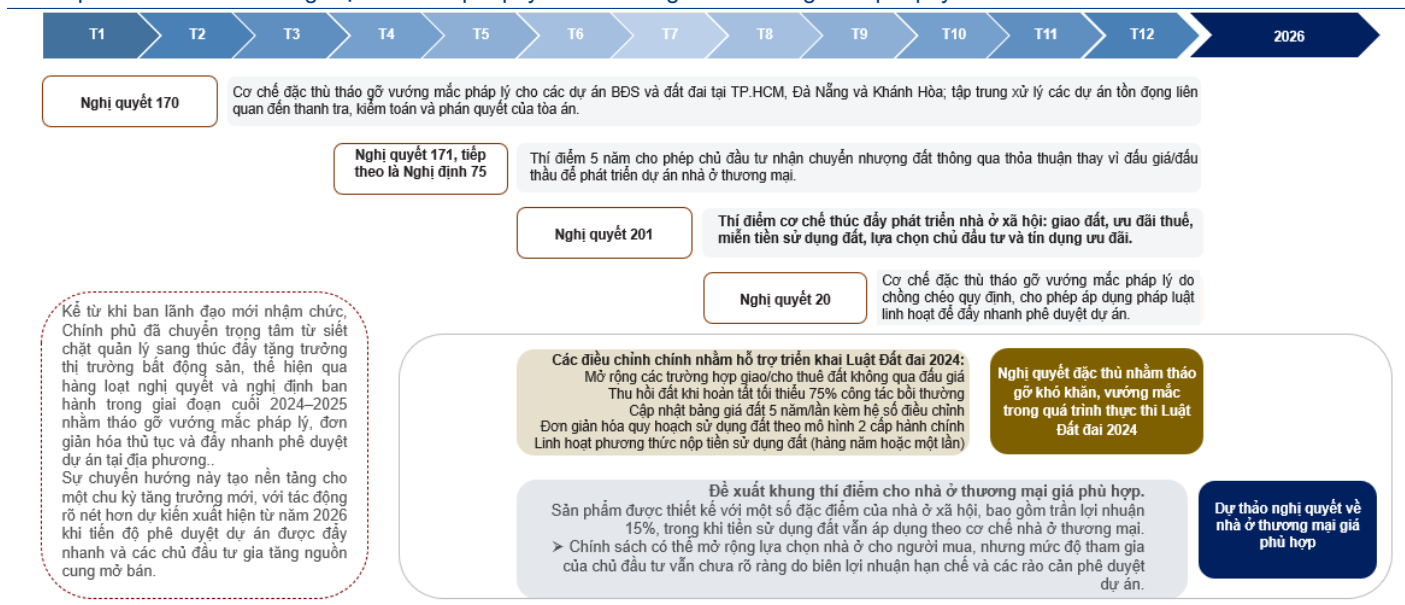 T1
T2
T3
T4
T5
T6
T7
T8
T9
T10
T11
T12
2026
Nghị quyết 170
Cơ chế đặc thù tháo gỡ vướng mắc pháp lý cho các dự án BĐS và đất đai tại TP.HCM, Đà Nẵng và Khánh Hòa; tập trung xử lý các dự án tồn đọng liên
quan đến thanh tra, kiểm toán và phán quyết của tòa án.
Nghị quyết 171, tiếp
theo là Nghị định 75
Thí điểm 5 năm cho phép chủ đầu tư nhận chuyển nhượng đất thông qua thỏa thuận thay vì đấu giá/đấu
thầu để phát triển dự án nhà ở thương mại.
Nghị quyết 201
Thí điểm cơ chế thúc đẩy phát triển nhà ở xã hội: giao đất, ưu đãi thuế,
miễn tiền sử dụng đất, lựa chọn chủ đầu tư và tín dụng ưu đãi.
Nghị quyết 20
Cơ chế đặc thù tháo gỡ vướng mắc pháp lý do
chồng chéo quy định, cho phép áp dụng pháp luật
linh hoạt để đẩy nhanh phê duyệt dự án.
Kể từ khi ban lãnh đạo mới nhậm chức,
Chính phủ đã chuyển trọng tâm từ siết
chặt quản lý sang thúc đẩy tăng trưởng
thị trường bất động sản, thể hiện qua
hàng loạt nghị quyết và nghị định ban
hành trong giai đoạn cuối 2024–2025
nhằm tháo gỡ vướng mắc pháp lý, đơn
giản hóa thủ tục và đẩy nhanh phê duyệt
dự án tại địa phương..
Sự chuyển hướng này tạo nền tảng cho
một chu kỳ tăng trưởng mới, với tác động
rõ nét hơn dự kiến xuất hiện từ năm 2026
khi tiến độ phê duyệt dự án được đẩy
nhanh và các chủ đầu tư gia tăng nguồn
cung mở bán.
Các điều chỉnh chính nhằm hỗ trợ triển khai Luật Đất đai 2024:
Mở rộng các trường hợp giao/cho thuê đất không qua đấu giá
Thu hồi đất khi hoàn tất tối thiểu 75% công tác bồi thường
Cập nhật bảng giá đất 5 năm/lần kèm hệ số điều chỉnh
Đơn giản hóa quy hoạch sử dụng đất theo mô hình 2 cấp hành chính
Linh hoạt phương thức nộp tiền sử dụng đất (hàng năm hoặc một lần)
Nghị quyết đặc thù nhằm tháo
gỡ khó khăn, vướng mắc
trong quá trình thực thi Luật
Đất đai 2024
Đề xuất khung thí điểm cho nhà ở thương mại giá phù hợp.
Sản phẩm được thiết kế với một số đặc điểm của nhà ở xã hội, bao gồm trần lợi nhuận
15%, trong khi tiền sử dụng đất vẫn áp dụng theo cơ chế nhà ở thương mại.
➤ Chính sách có thể mở rộng lựa chọn nhà ở cho người mua, nhưng mức độ tham gia
của chủ đầu tư vẫn chưa rõ ràng do biên lợi nhuận hạn chế và các rào cản phê duyệt
dự án.
Dự thảo nghị quyết về
nhà ở thương mại giá
phù hợp